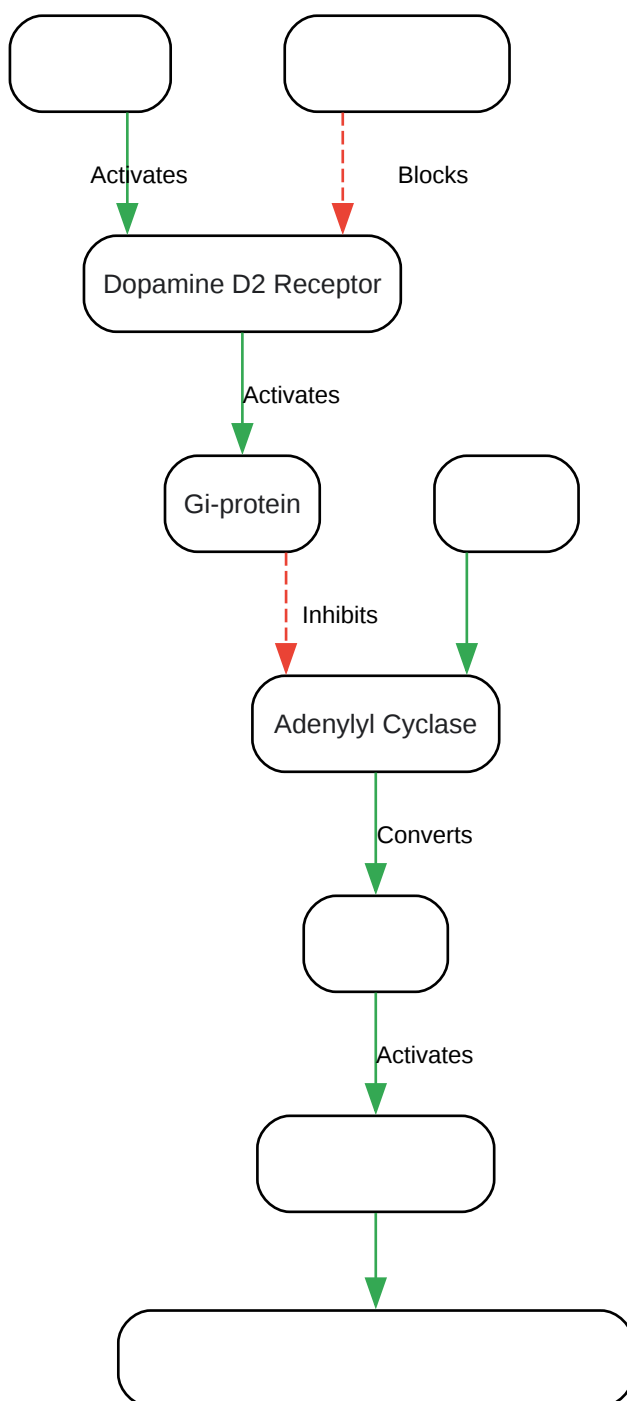 Activates
Blocks
Dopamine D2 Receptor
Activates
Gi-protein
Inhibits
Adenylyl Cyclase
Converts
Activates